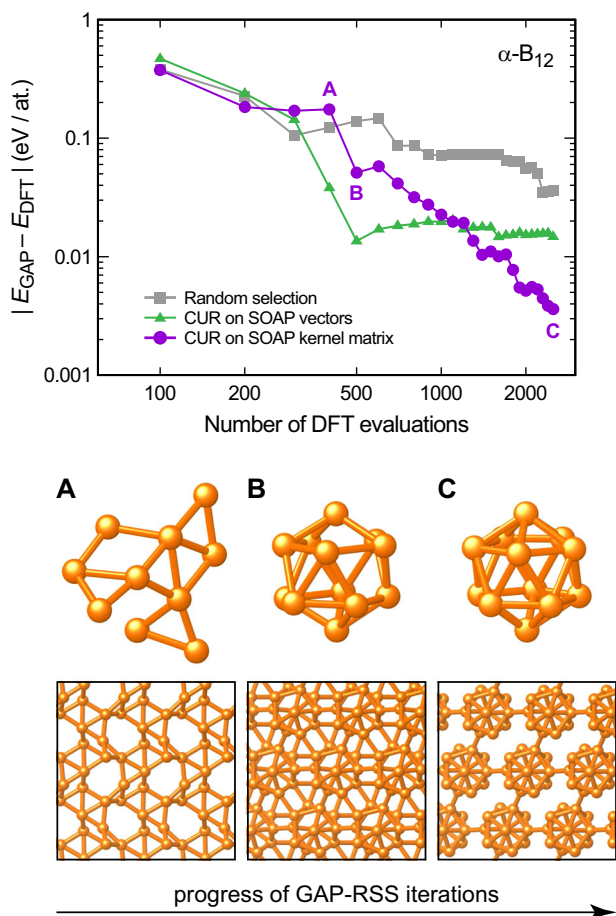 α-B12
| EGAP – EDFT | (eV / at.)
1
0.1
0.01
0.001
A
B
C
Random selection
CUR on SOAP vectors
CUR on SOAP kernel matrix
100 200 500 1000 2000
Number of DFT evaluations
A B C
progress of GAP-RSS iterations